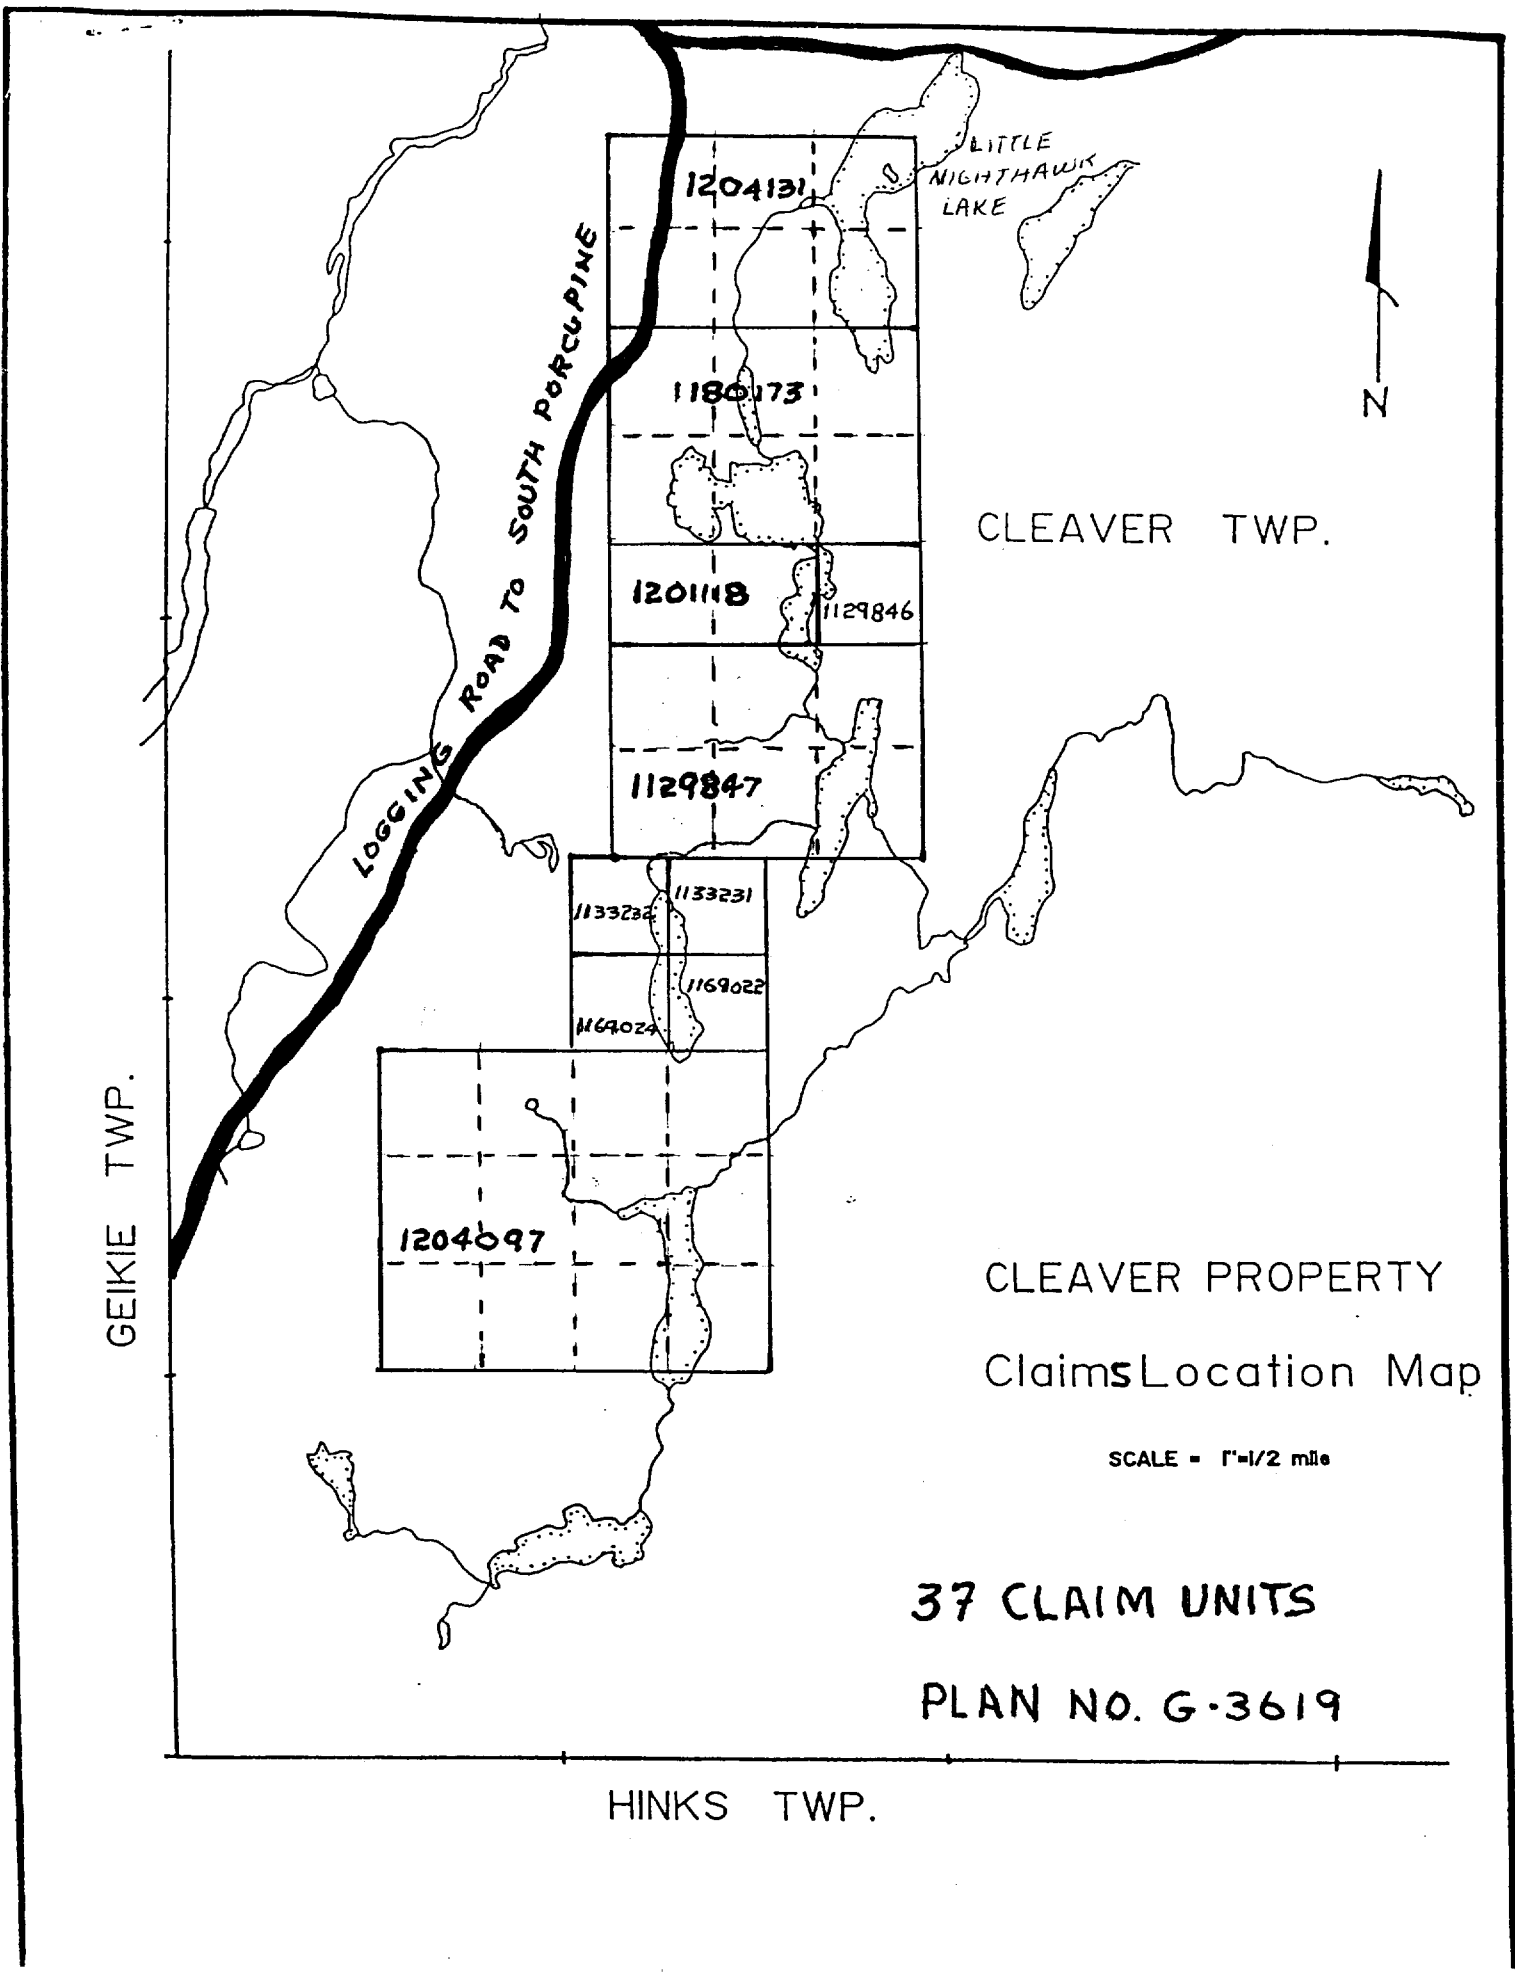 LITTLE
NIGHTHAWK
LAKE
1204131
LOGGING ROAD TO SOUTH PORCUPINE
1180173
N
CLEAVER TWP.
1201118
1129846
1129847
1133232
1133231
1169022
1169024
GEIKIE TWP.
1204097
CLEAVER PROPERTY
Claims Location Map
SCALE = 1"=1/2 mile
37 CLAIM UNITS
PLAN NO. G-3619
HINKS TWP.